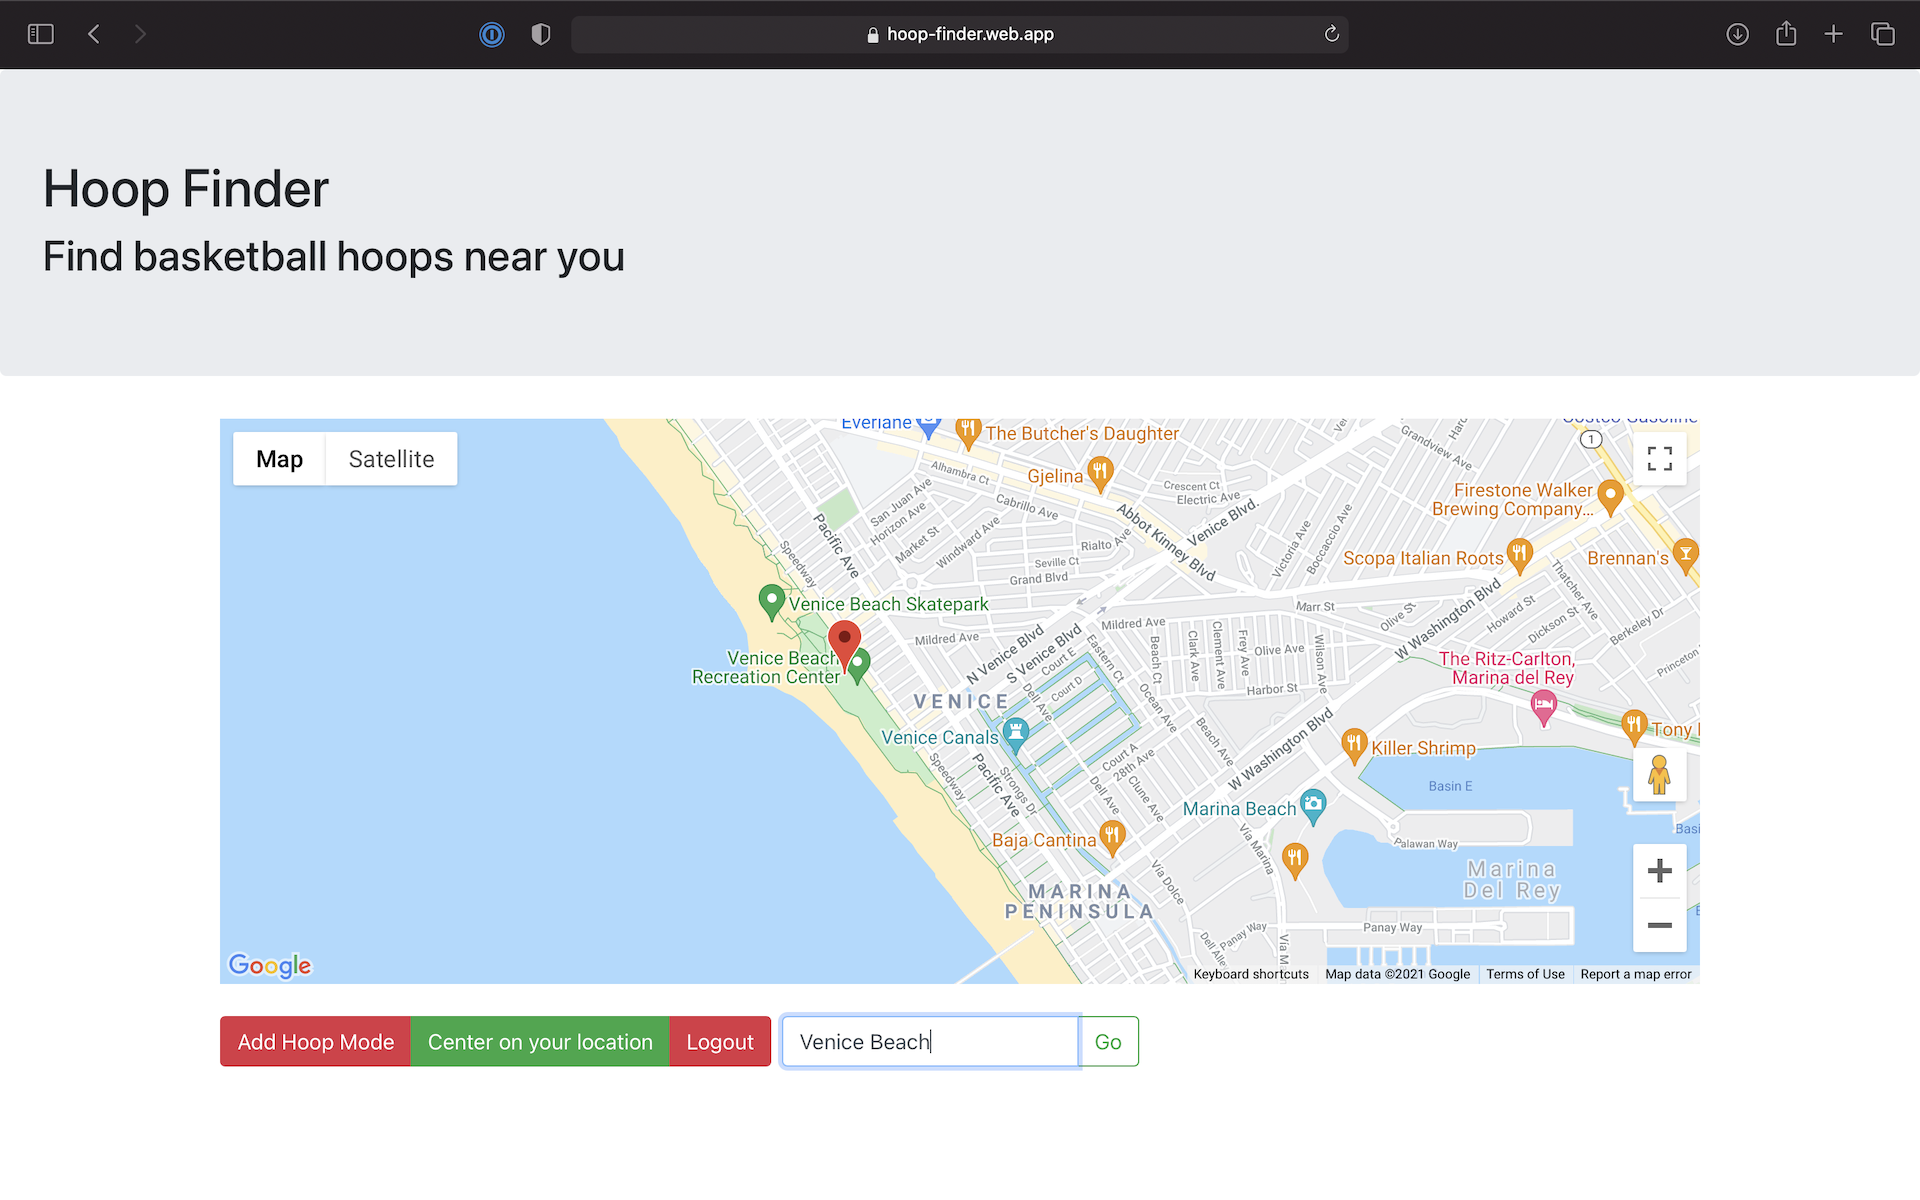 hoop-finder.web.app
Hoop Finder
Find basketball hoops near you
Map
Satellite
Everlane
The Butcher's Daughter
Gjelina
Alhambra Ct
Cabrillo Ave
Crescent Ct
Electric Ave
Grandview Ave
1
Firestone Walker
Brewing Company...
San Juan Ave
Horizon Ave
Market St
Windward Ave
Pacific Ave
Speedway
Abbot Kinney Blvd
Venice Blvd.
Victoria Ave
Boccaccio Ave
Rialto Ave
Seville Ct
Grand Blvd
Scopa Italian Roots
Brennan's
Thatcher Ave
Venice Beach Skatepark
Marr St
Olive St
W Washington Blvd
Howard St
Dickson St
Berkeley Dr
Princeton
Mildred Ave
Mildred Ave
N Venice Blvd
S Venice Blvd
Venice Beach
Recreation Center
Court E
Court D
Eastern Ct
Beach Ct
Clark Ave
Clement Ave
Frey Ave
Olive Ave
Wilson Ave
Harbor St
The Ritz-Carlton,
Marina del Rey
VENICE
Dell Ave
Ocean Ave
Beach Ave
W Washington Blvd
Venice Canals
Court A
28th Ave
Killer Shrimp
Tony
Speedway
Pacific Ave
Strongs Dr
Dell Ave
Clune Ave
Basin E
Marina Beach
Baja Cantina
Via Marina
Palawan Way
Basi
Via Dolce
Marina
Del Rey
MARINA
PENINSULA
Dell Alley
Panay Way
Via M
Panay Way
Google
Keyboard shortcuts
Map data ©2021 Google
Terms of Use
Report a map error
Add Hoop Mode
Center on your location
Logout
Venice Beach
Go